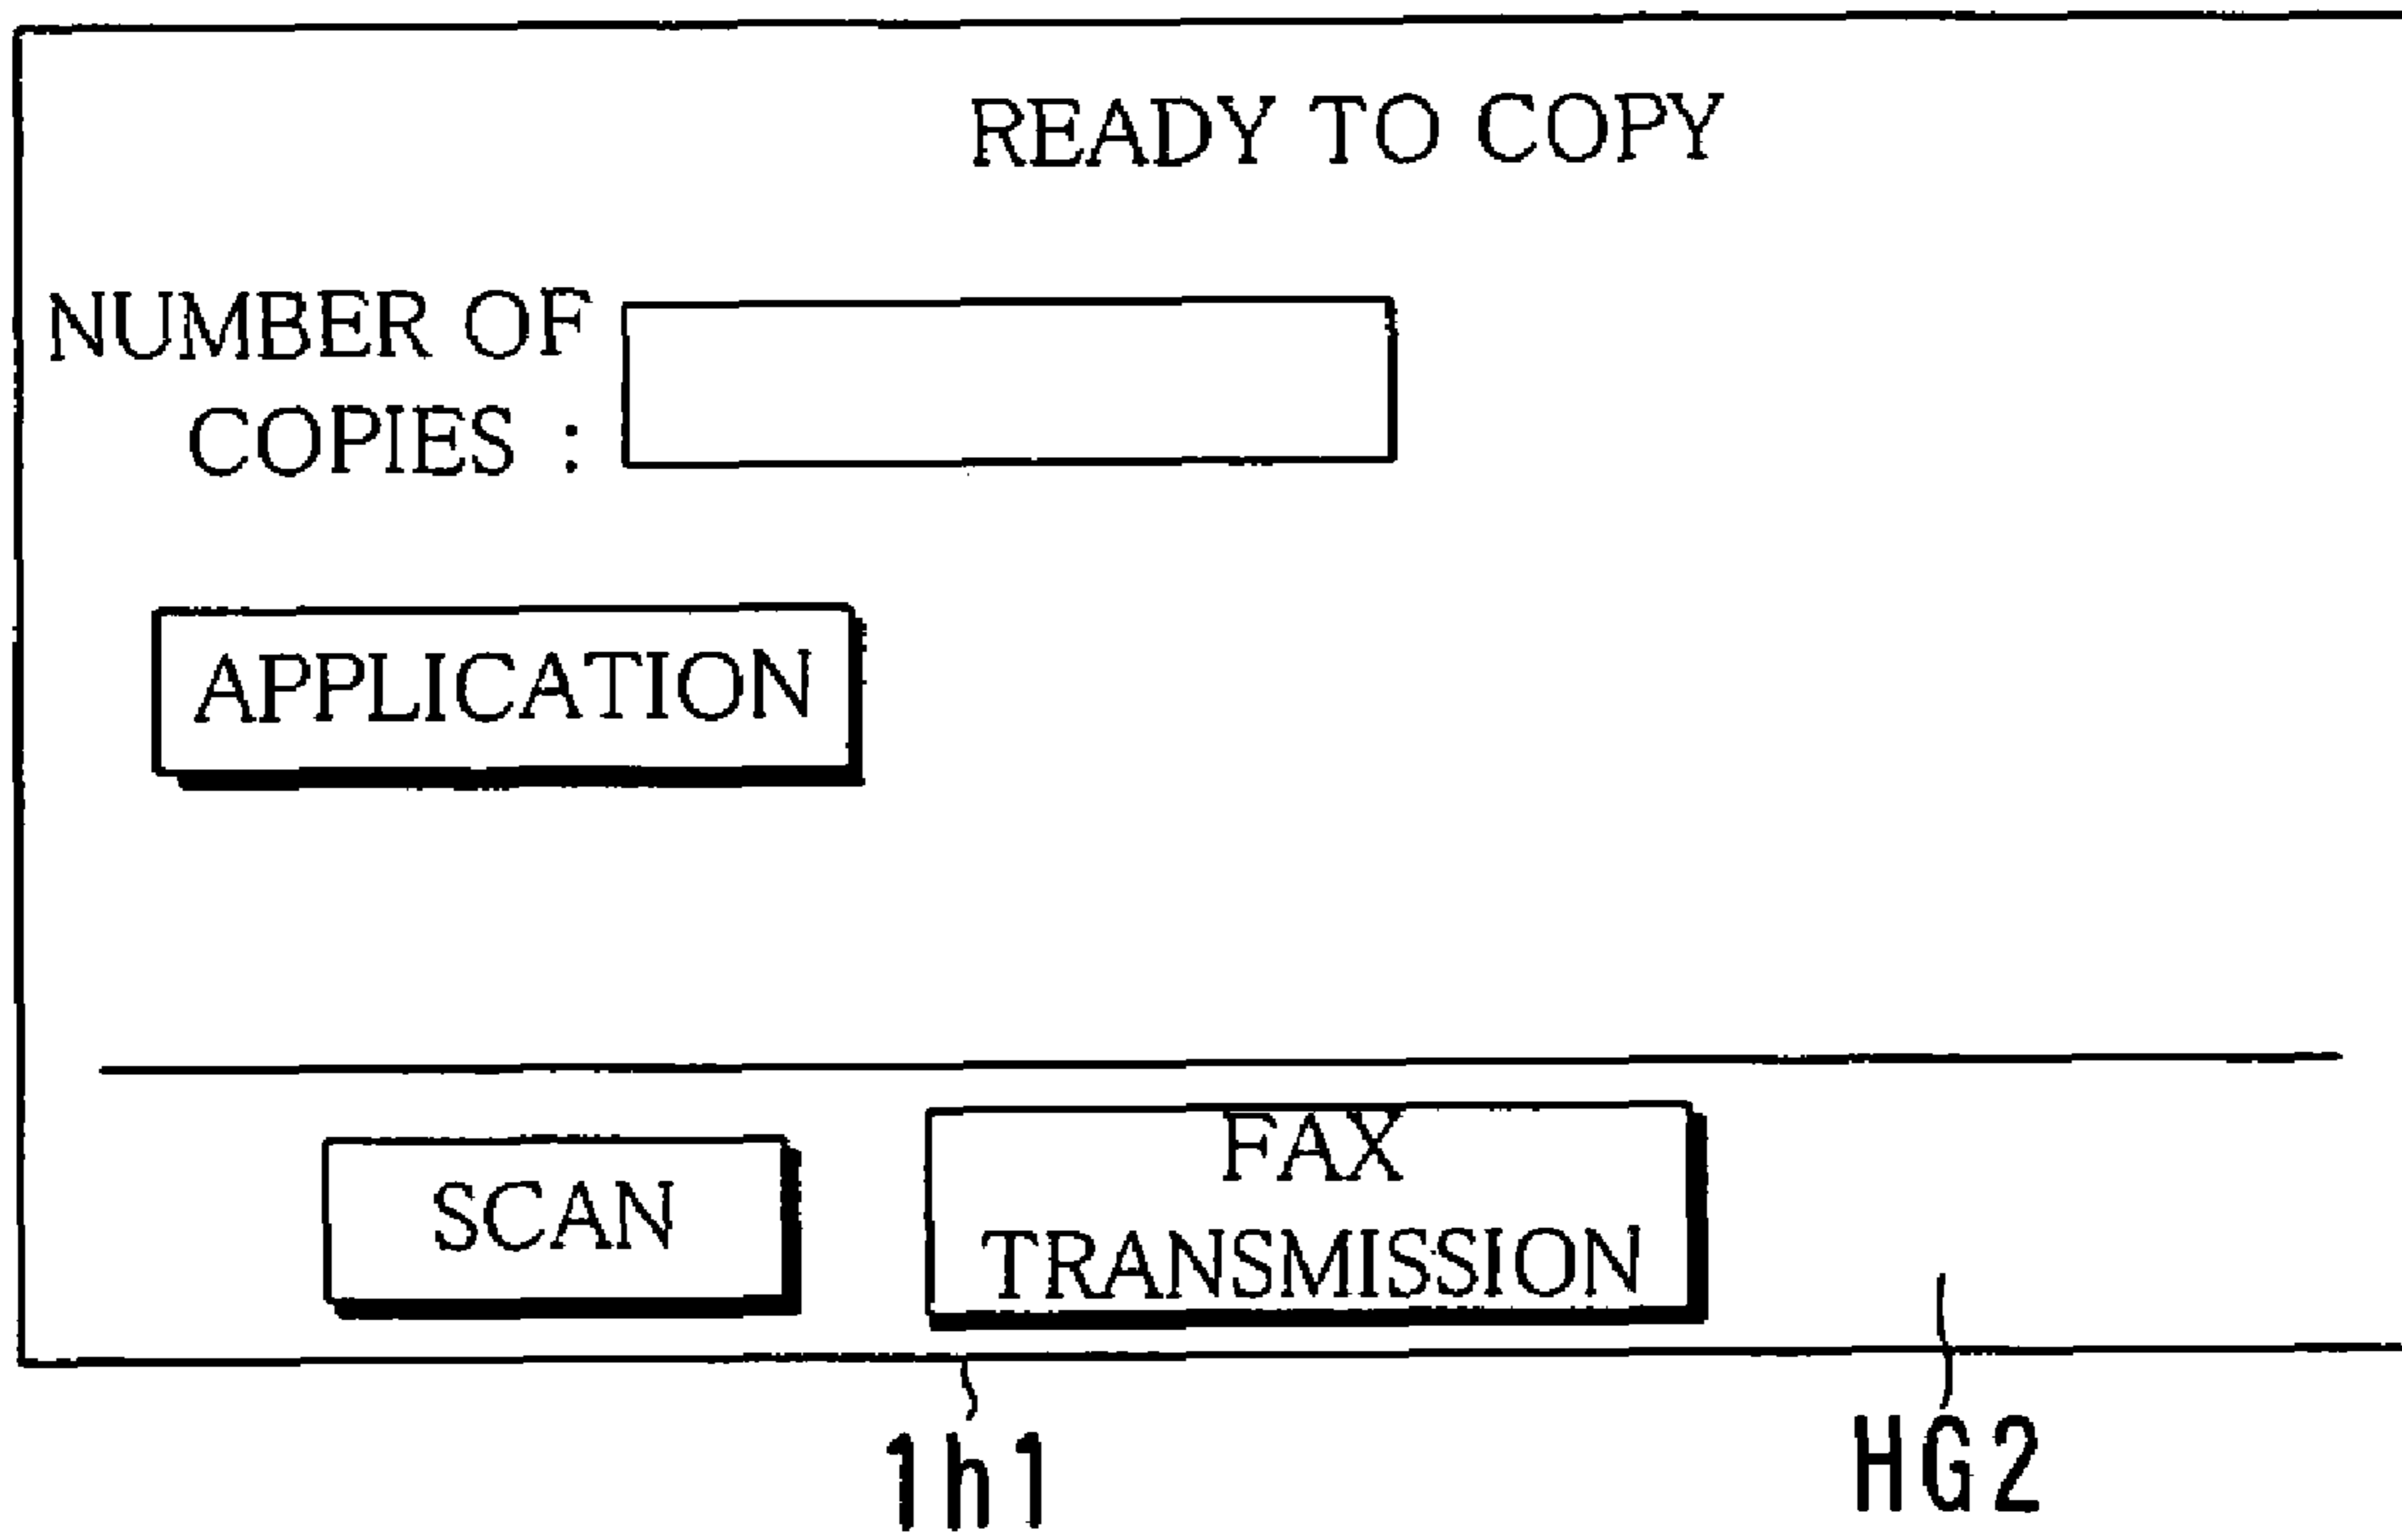 READY TO COPY
NUMBER OF
COPIES :
APPLICATION
SCAN
FAX
TRANSMISSION
1h1
HG2